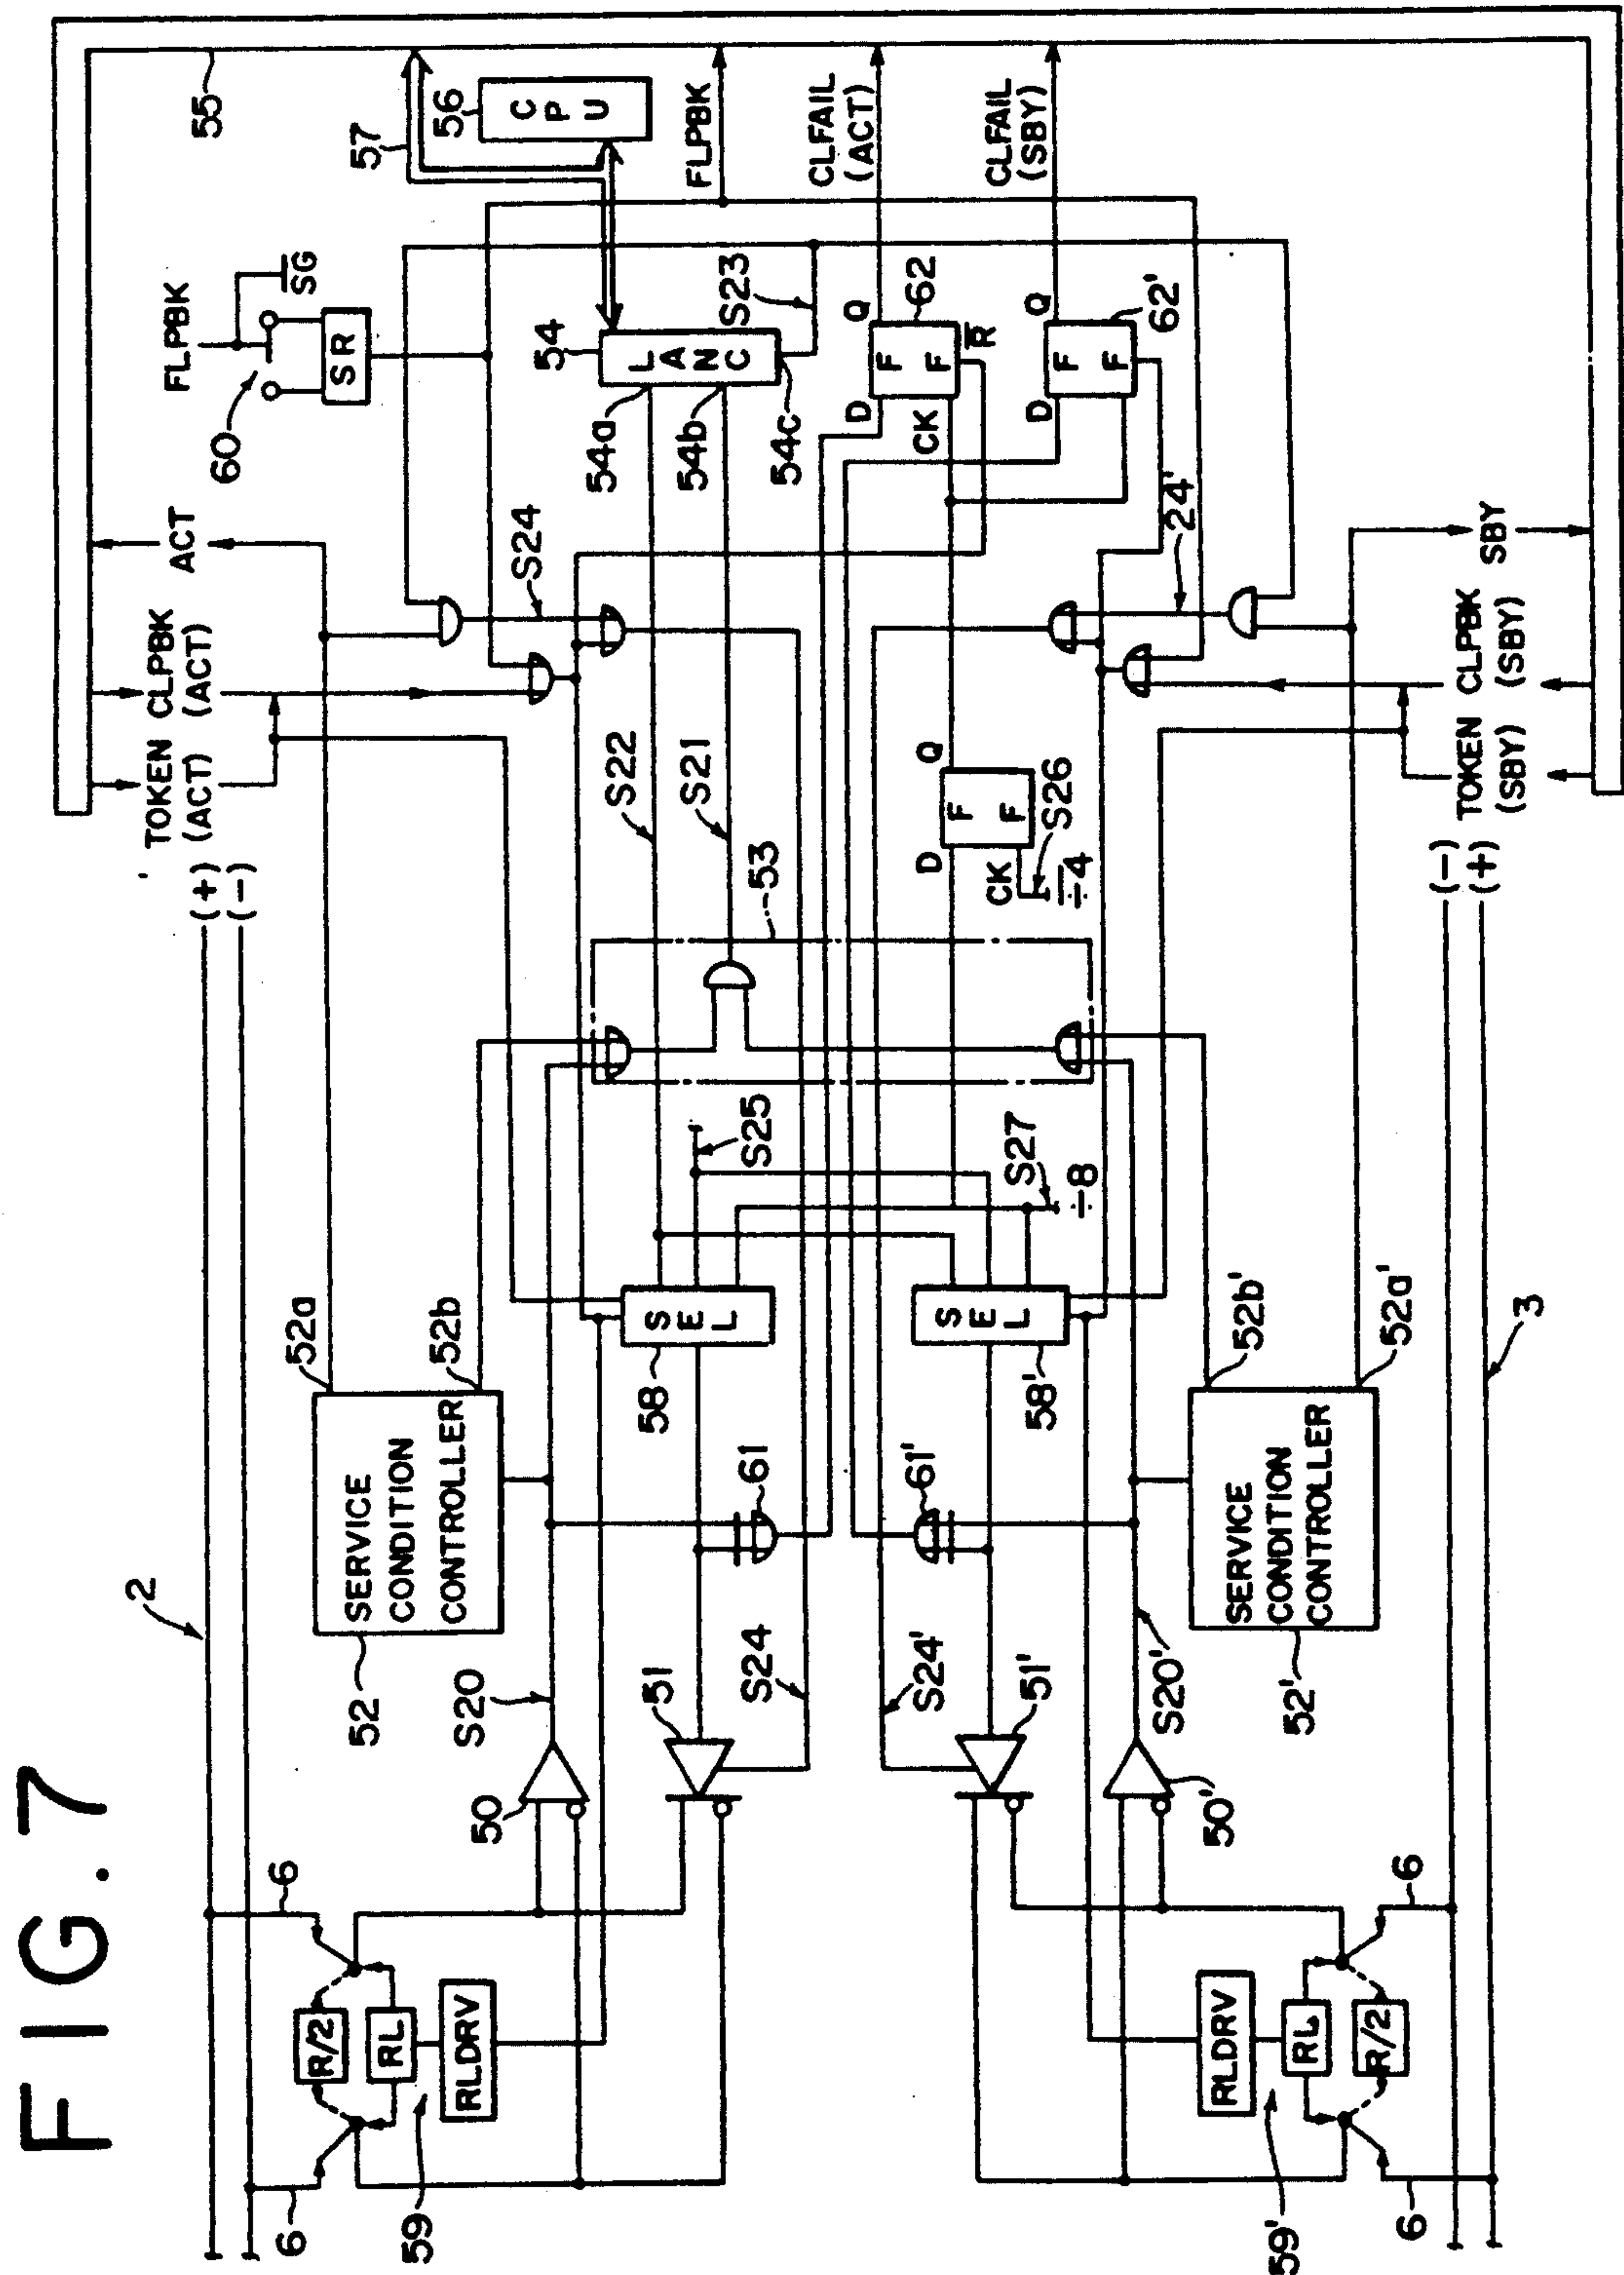 FIG. 7
55
57
56
CPU
FLPBK
CLFAIL
(ACT)
CLFAIL
(SBY)
FLPBK
SG
60
SR
54
LANC
54a
54b
54c
S23
Q
62
D
FF
R
CK
Q
62'
D
FF
ACT
S24
24'
SBY
CLPBK
(ACT)
TOKEN
(ACT)
CLPBK
(SBY)
TOKEN
(SBY)
(+)
(-)
(-)
(+)
S22
S21
Q
FF
D
CK
S26
÷4
53
S25
S27
÷8
52a
52b
SEL
58
SEL
58'
52b'
52a'
3
SERVICE
CONDITION
CONTROLLER
52
61
61'
SERVICE
CONDITION
CONTROLLER
52'
2
S20
51
S24
S24'
51'
S20'
50
50'
6
R/2
RL
RLDRV
59
6
RLDRV
RL
R/2
59'
6
6